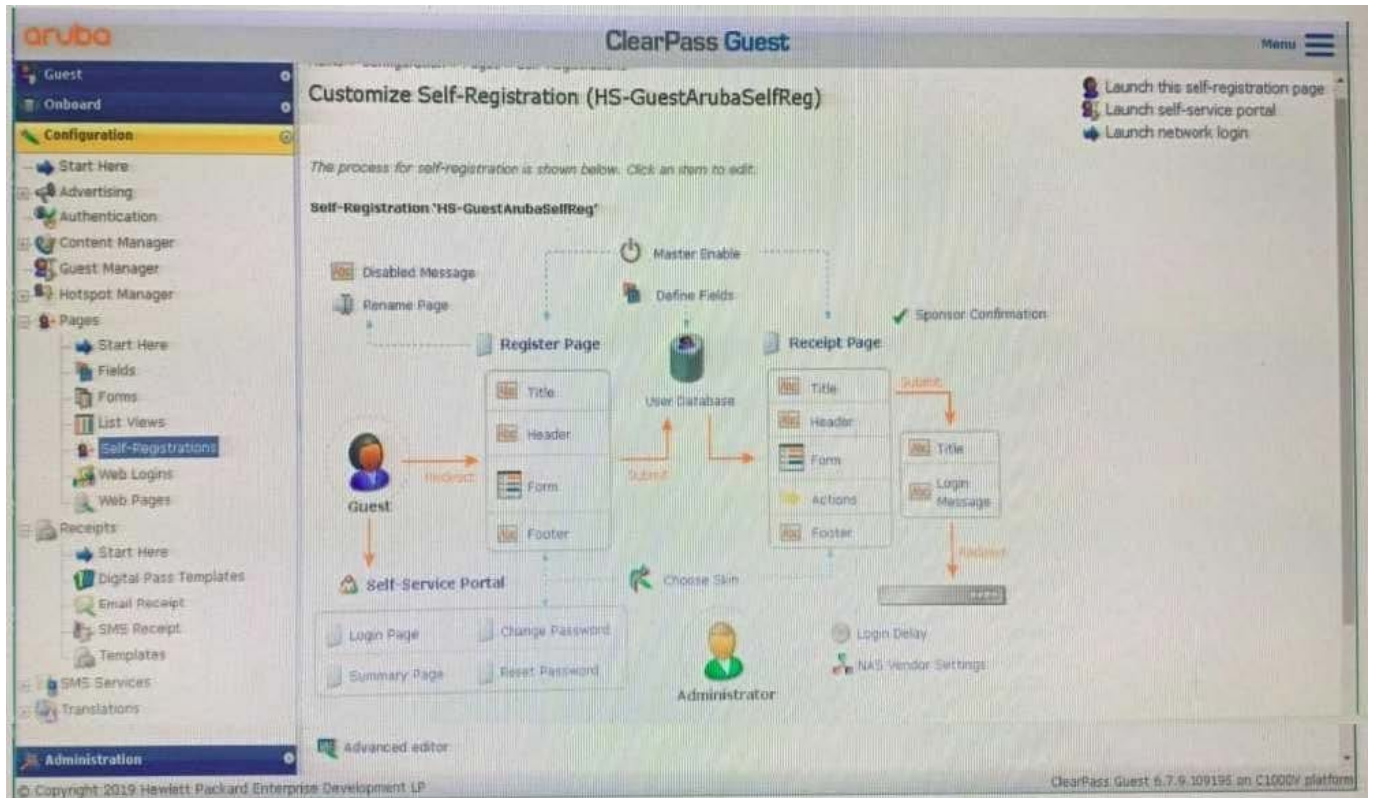 aruba
ClearPass Guest
Menu
Guest
Onboard
Configuration
Start Here
Advertising
Authentication
Content Manager
Guest Manager
Hotspot Manager
Pages
Start Here
Fields
Forms
List Views
Self-Registrations
Web Logins
Web Pages
Receipts
Start Here
Digital Pass Templates
Email Receipt
SMS Receipt
Templates
SMS Services
Translations
Administration
Customize Self-Registration (HS-GuestArubaSelfReg)
Launch this self-registration page
Launch self-service portal
Launch network login
The process for self-registration is shown below. Click an item to edit.
Self-Registration 'HS-GuestArubaSelfReg'
Master Enable
Disabled Message
Rename Page
Define Fields
Sponsor Confirmation
Register Page
Receipt Page
User Database
Title
Header
Form
Footer
Title
Header
Form
Actions
Footer
Submit
Title
Login
Message
Redirect
Submit
Redirect
Guest
Self-Service Portal
Choose Skin
Login Page
Change Password
Summary Page
Reset Password
Administrator
Login Delay
NAS Vendor Settings
Advanced editor
© Copyright 2019 Hewlett Packard Enterprise Development LP
ClearPass Guest 6.7.9.109195 on C1000V platform